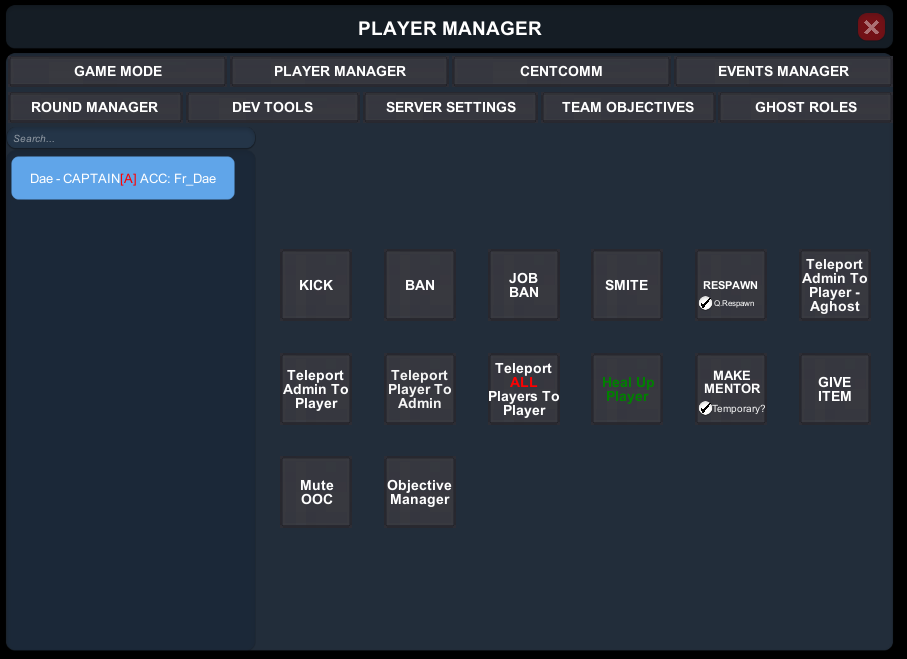 PLAYER MANAGER
GAME MODE
PLAYER MANAGER
CENTCOMM
EVENTS MANAGER
ROUND MANAGER
DEV TOOLS
SERVER SETTINGS
TEAM OBJECTIVES
GHOST ROLES
Search...
Dae - CAPTAIN[A] ACC: Fr_Dae
KICK
BAN
JOB
BAN
SMITE
RESPAWN
Q.Respawn
Teleport
Admin To
Player -
Aghost
Teleport
Admin To
Player
Teleport
Player To
Admin
Teleport
ALL
Players To
Player
Heal Up
Player
MAKE
MENTOR
Temporary?
GIVE
ITEM
Mute
OOC
Objective
Manager